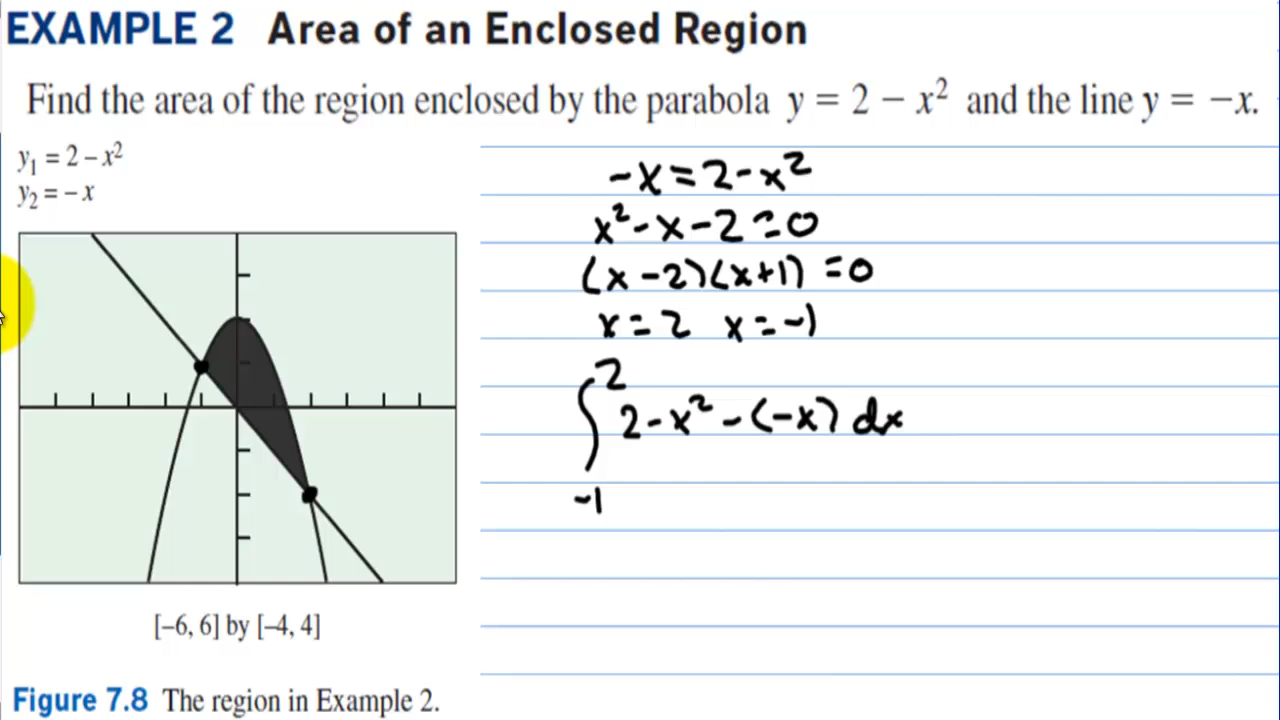 EXAMPLE 2 Area of an Enclosed Region
Find the area of the region enclosed by the parabola y = 2 − x² and the line y = −x.
y₁ = 2 − x²
y₂ = − x
[−6, 6] by [−4, 4]
Figure 7.8 The region in Example 2.
-x = 2 - x²
x² - x - 2 = 0
(x - 2)(x + 1) = 0
x = 2 x = -1
2
∫ 2 - x² - (-x) dx
-1